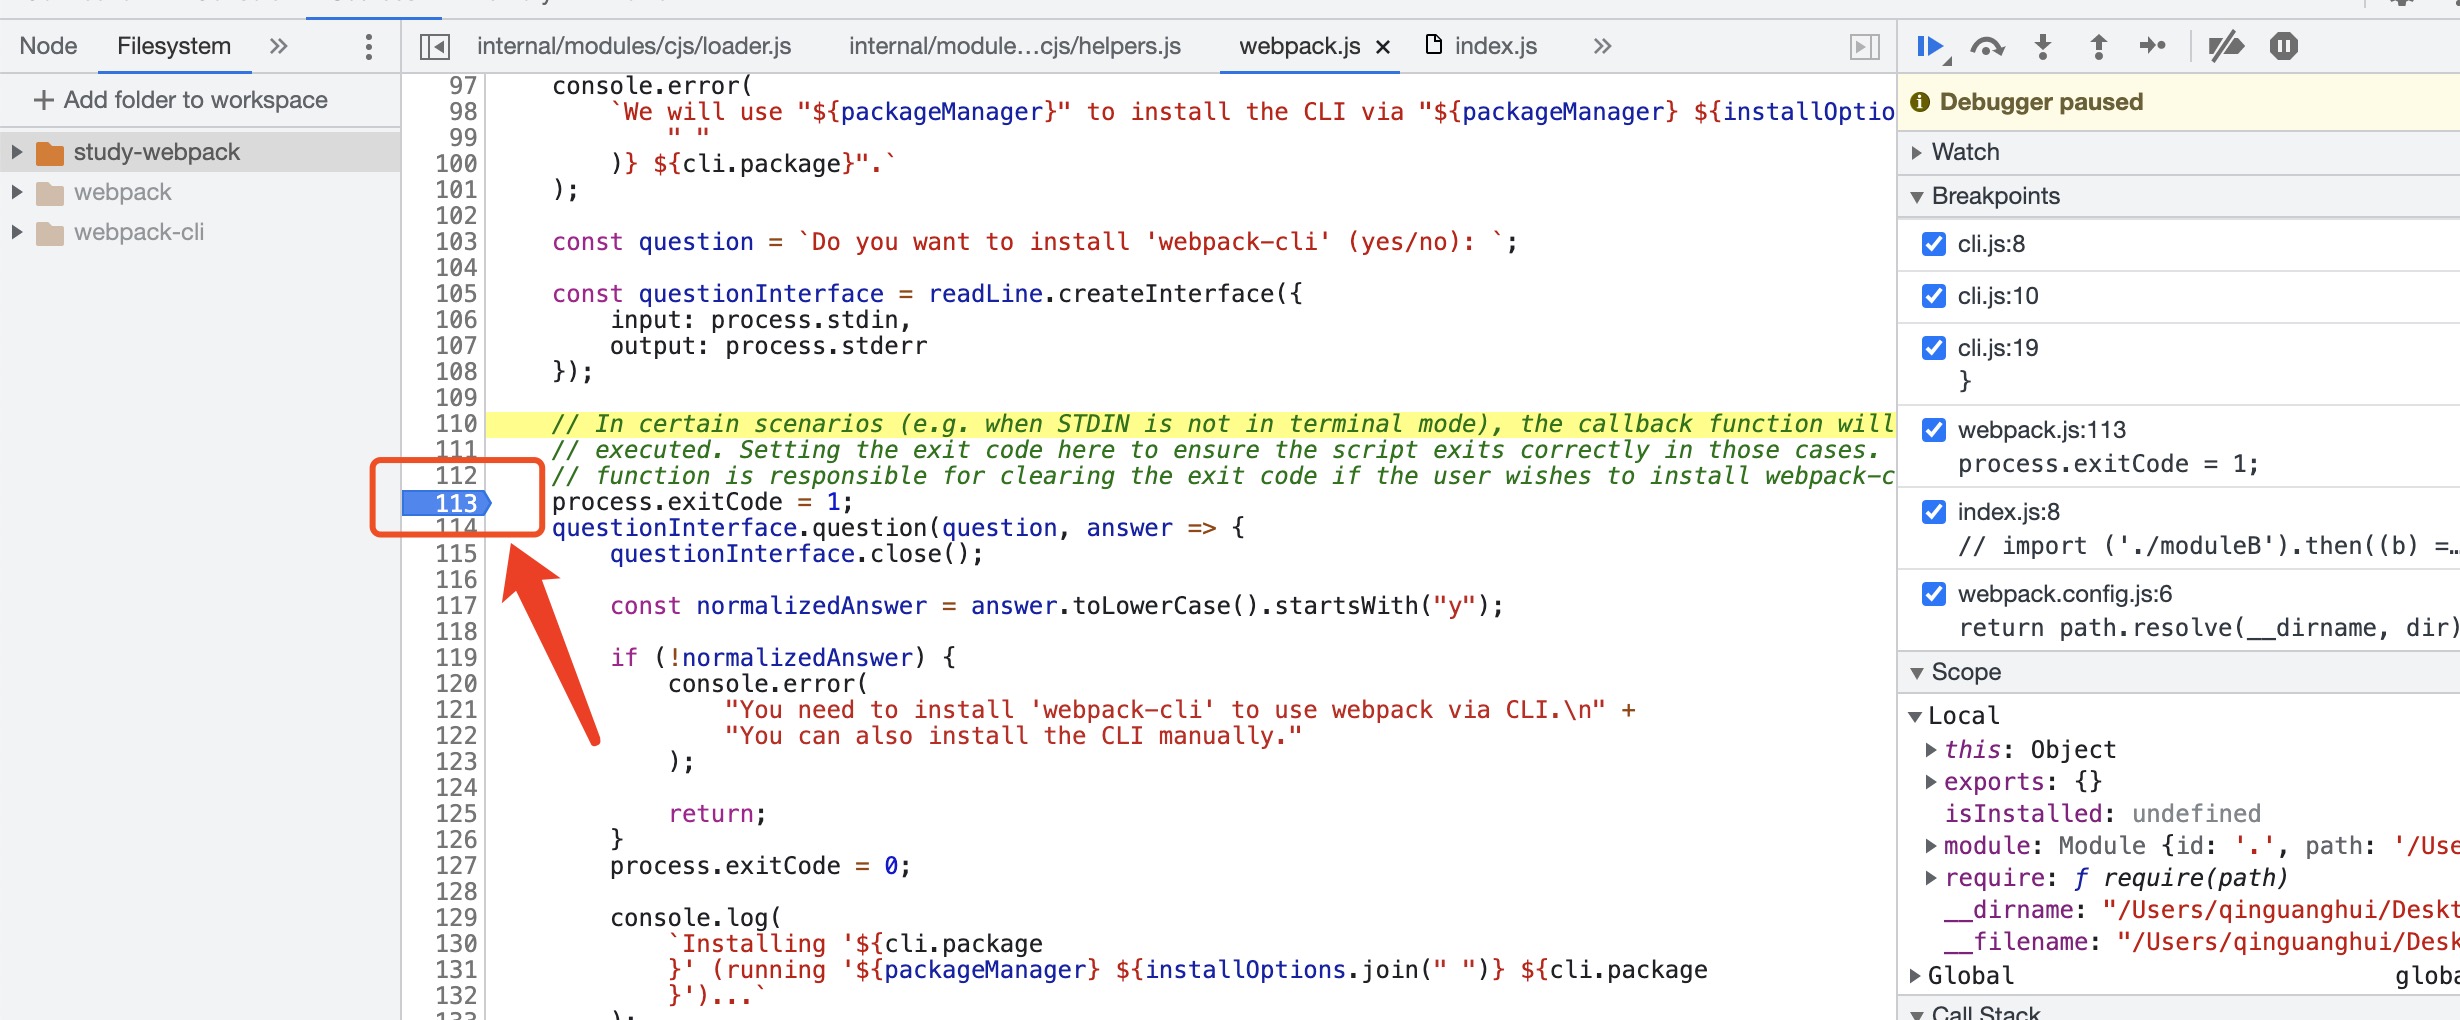 Node Filesystem »
internal/modules/cjs/loader.js internal/module…cjs/helpers.js webpack.js × index.js »
+ Add folder to workspace
study-webpack
webpack
webpack-cli
97 console.error(
98 `We will use "${packageManager}" to install the CLI via "${packageManager} ${installOptio
99 " "
100 )} ${cli.package}".`
101 );
102
103 const question = `Do you want to install 'webpack-cli' (yes/no): `;
104
105 const questionInterface = readLine.createInterface({
106 input: process.stdin,
107 output: process.stderr
108 });
109
110 // In certain scenarios (e.g. when STDIN is not in terminal mode), the callback function will
111 // executed. Setting the exit code here to ensure the script exits correctly in those cases.
112 // function is responsible for clearing the exit code if the user wishes to install webpack-c
113 process.exitCode = 1;
114 questionInterface.question(question, answer => {
115 questionInterface.close();
116
117 const normalizedAnswer = answer.toLowerCase().startsWith("y");
118
119 if (!normalizedAnswer) {
120 console.error(
121 "You need to install 'webpack-cli' to use webpack via CLI.\n" +
122 "You can also install the CLI manually."
123 );
124
125 return;
126 }
127 process.exitCode = 0;
128
129 console.log(
130 `Installing '${cli.package
131 }' (running '${packageManager} ${installOptions.join(" ")} ${cli.package
132 }')...`
133 );
Debugger paused
Watch
Breakpoints
cli.js:8
cli.js:10
cli.js:19
}
webpack.js:113
process.exitCode = 1;
index.js:8
// import ('./moduleB').then((b) =…
webpack.config.js:6
return path.resolve(__dirname, dir)
Scope
Local
this: Object
exports: {}
isInstalled: undefined
module: Module {id: '.', path: '/Use
require: ƒ require(path)
__dirname: "/Users/qinguanghui/Deskt
__filename: "/Users/qinguanghui/Desk
Global globa
Call Stack